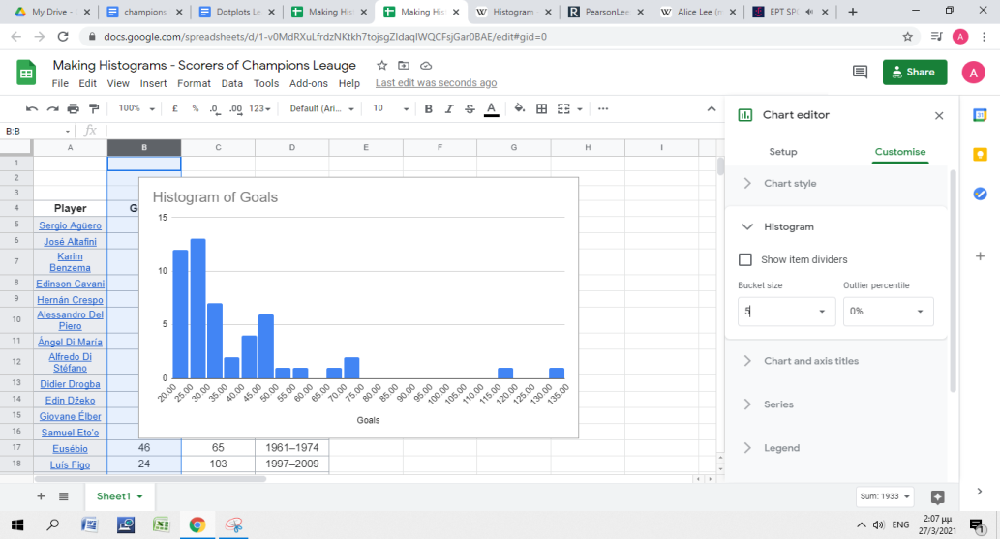 My Drive -
champions
Dotplots Le
Making His
Making His
Histogram -
PearsonLee
Alice Lee (m
EPT SPO
docs.google.com/spreadsheets/d/1-v0MdRXuLfrdzNKtkh7tojsgZIdaqIWQCFsjGar0BAE/edit#gid=0
A
Making Histograms - Scorers of Champions Leauge
Share
A
File Edit View Insert Format Data Tools Add-ons Help Last edit was seconds ago
100% £ % .0 .00 123 Default (Ari... 10 B I S A
B:B fx
A B C D E F G H I
1
2
3
4 Player G
5 Sergio Agüero
6 José Altafini
7 Karim
Benzema
8 Edinson Cavani
9 Hernán Crespo
10 Alessandro Del
Piero
11 Ángel Di María
12 Alfredo Di
Stéfano
13 Didier Drogba
14 Edin Džeko
15 Giovane Élber
16 Samuel Eto'o
17 Eusébio 46 65 1961–1974
18 Luís Figo 24 103 1997–2009
Histogram of Goals
15
10
5
0
20.00 25.00 30.00 35.00 40.00 45.00 50.00 55.00 60.00 65.00 70.00 75.00 80.00 85.00 90.00 95.00 100.00 105.00 110.00 115.00 120.00 125.00 130.00 135.00
Goals
Chart editor
Setup Customise
Chart style
Histogram
Show item dividers
Bucket size Outlier percentile
5 0%
Chart and axis titles
Series
Legend
Sheet1
Sum: 1933
ENG
2:07 μμ
27/3/2021
1